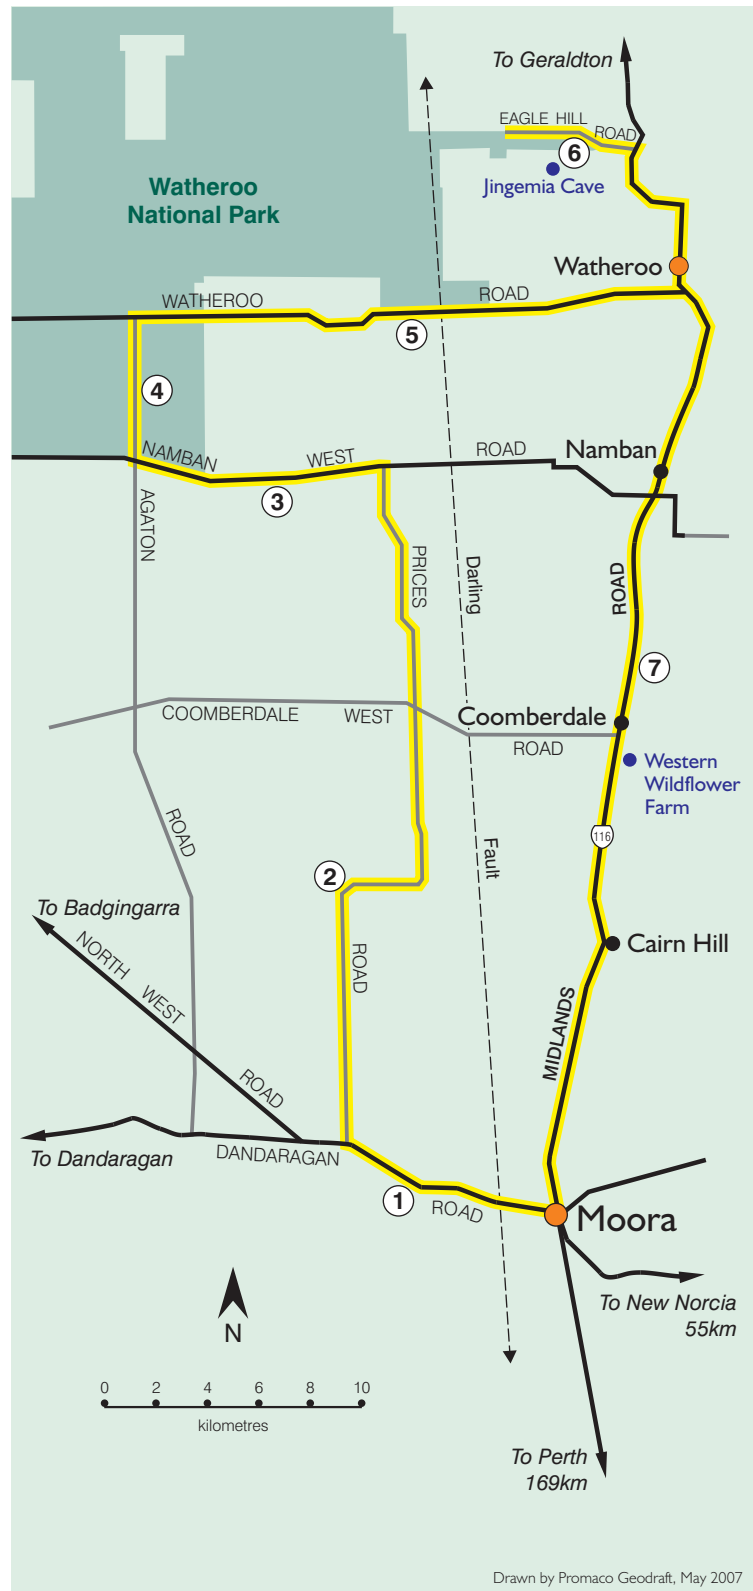 To Geraldton
EAGLE HILL ROAD
6
Jingemia Cave
Watheroo
National Park
Watheroo
WATHEROO ROAD
5
4
NAMBAN WEST ROAD
Namban
3
AGATON
PRICES
Darling
ROAD
7
COOMBERDALE WEST ROAD
Coomberdale
Western
Wildflower
Farm
116
ROAD
Fault
2
To Badgingarra
NORTH WEST ROAD
ROAD
Cairn Hill
MIDLANDS
To Dandaragan
DANDARAGAN ROAD
1
Moora
To New Norcia
55km
N
0 2 4 6 8 10
kilometres
To Perth
169km
Drawn by Promaco Geodraft, May 2007